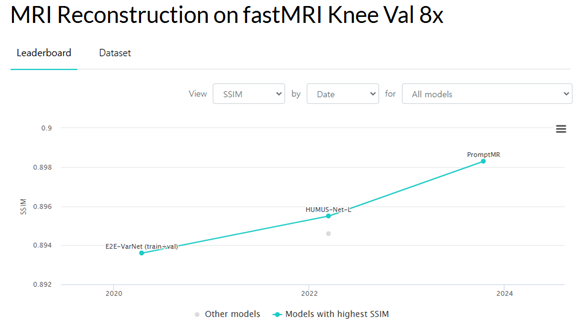 MRI Reconstruction on fastMRI Knee Val 8x
Leaderboard Dataset
View SSIM by Date for All models
0.9
0.898
0.896
0.894
0.892
SSIM
PromptMR
HUMUS-Net-L
E2E-VarNet (train+val)
2020 2022 2024
Other models Models with highest SSIM